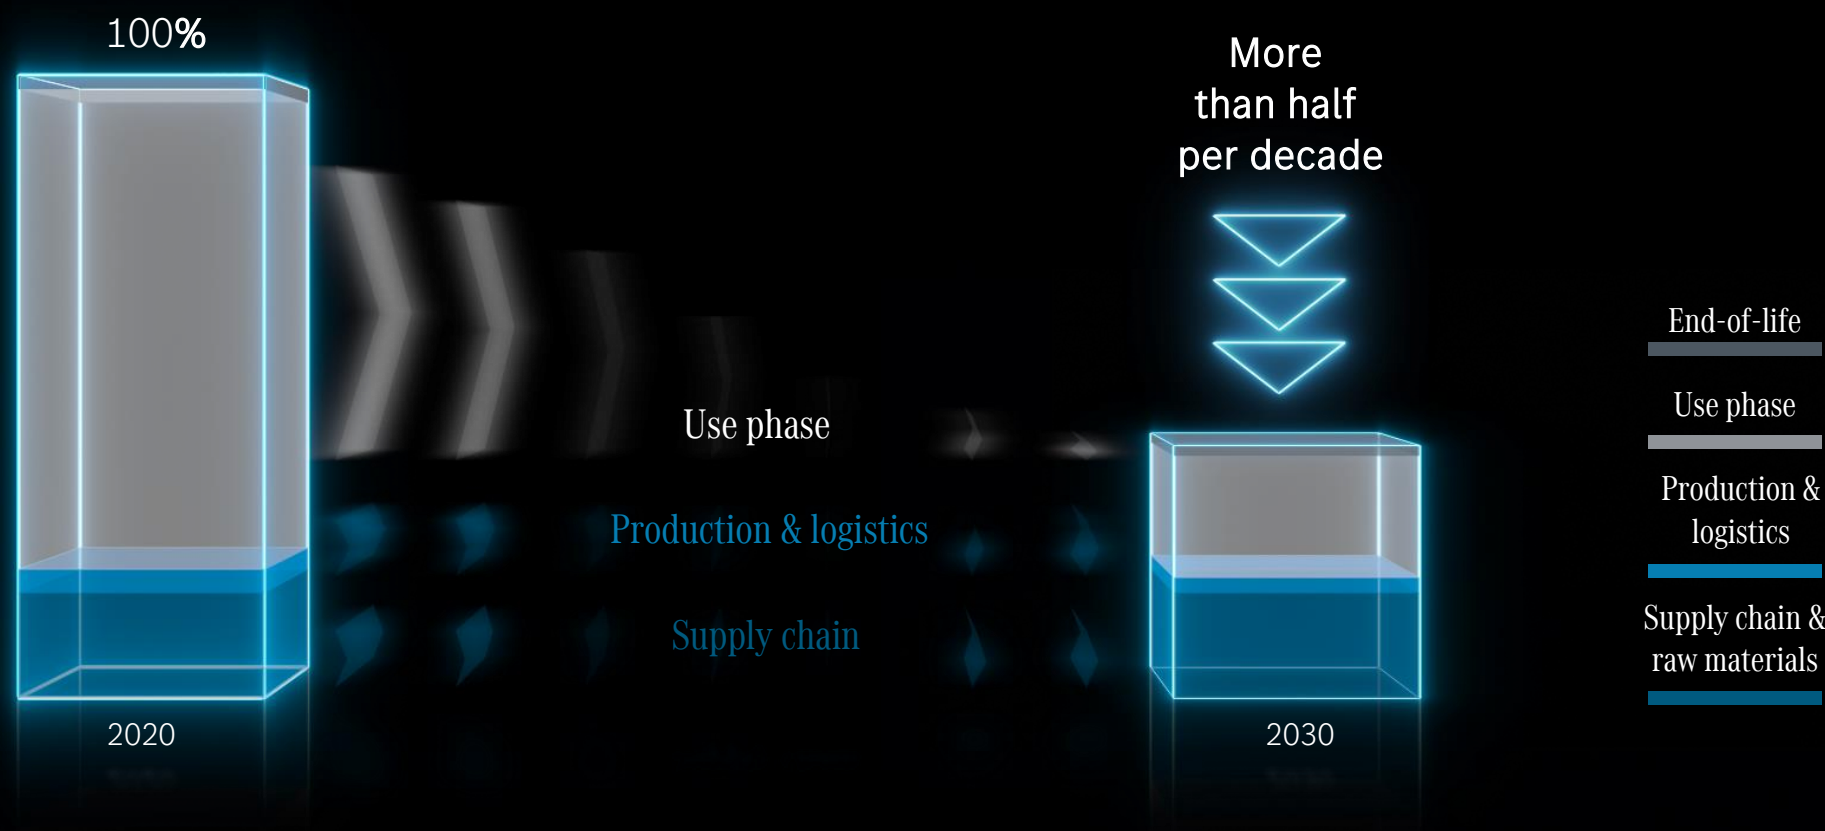 100%
More
than half
per decade
Use phase
Production & logistics
Supply chain
2020
2030
End-of-life
Use phase
Production &
logistics
Supply chain &
raw materials